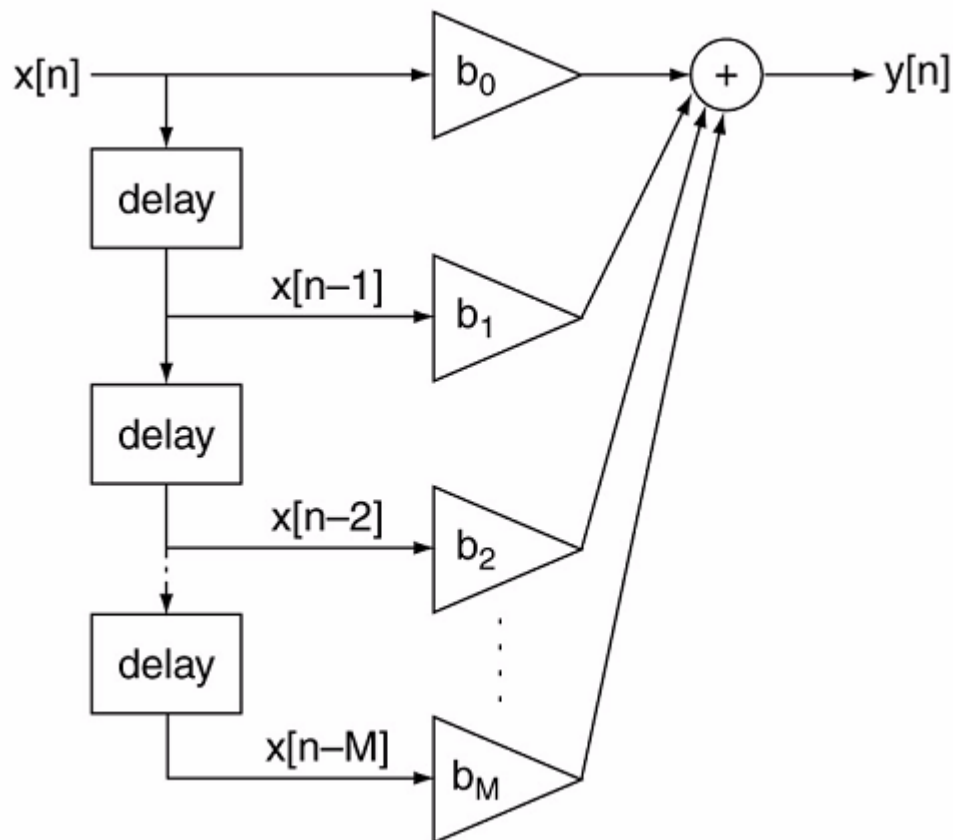 x[n]
b0
+
y[n]
delay
x[n–1]
b1
delay
x[n–2]
b2
delay
x[n–M]
bM